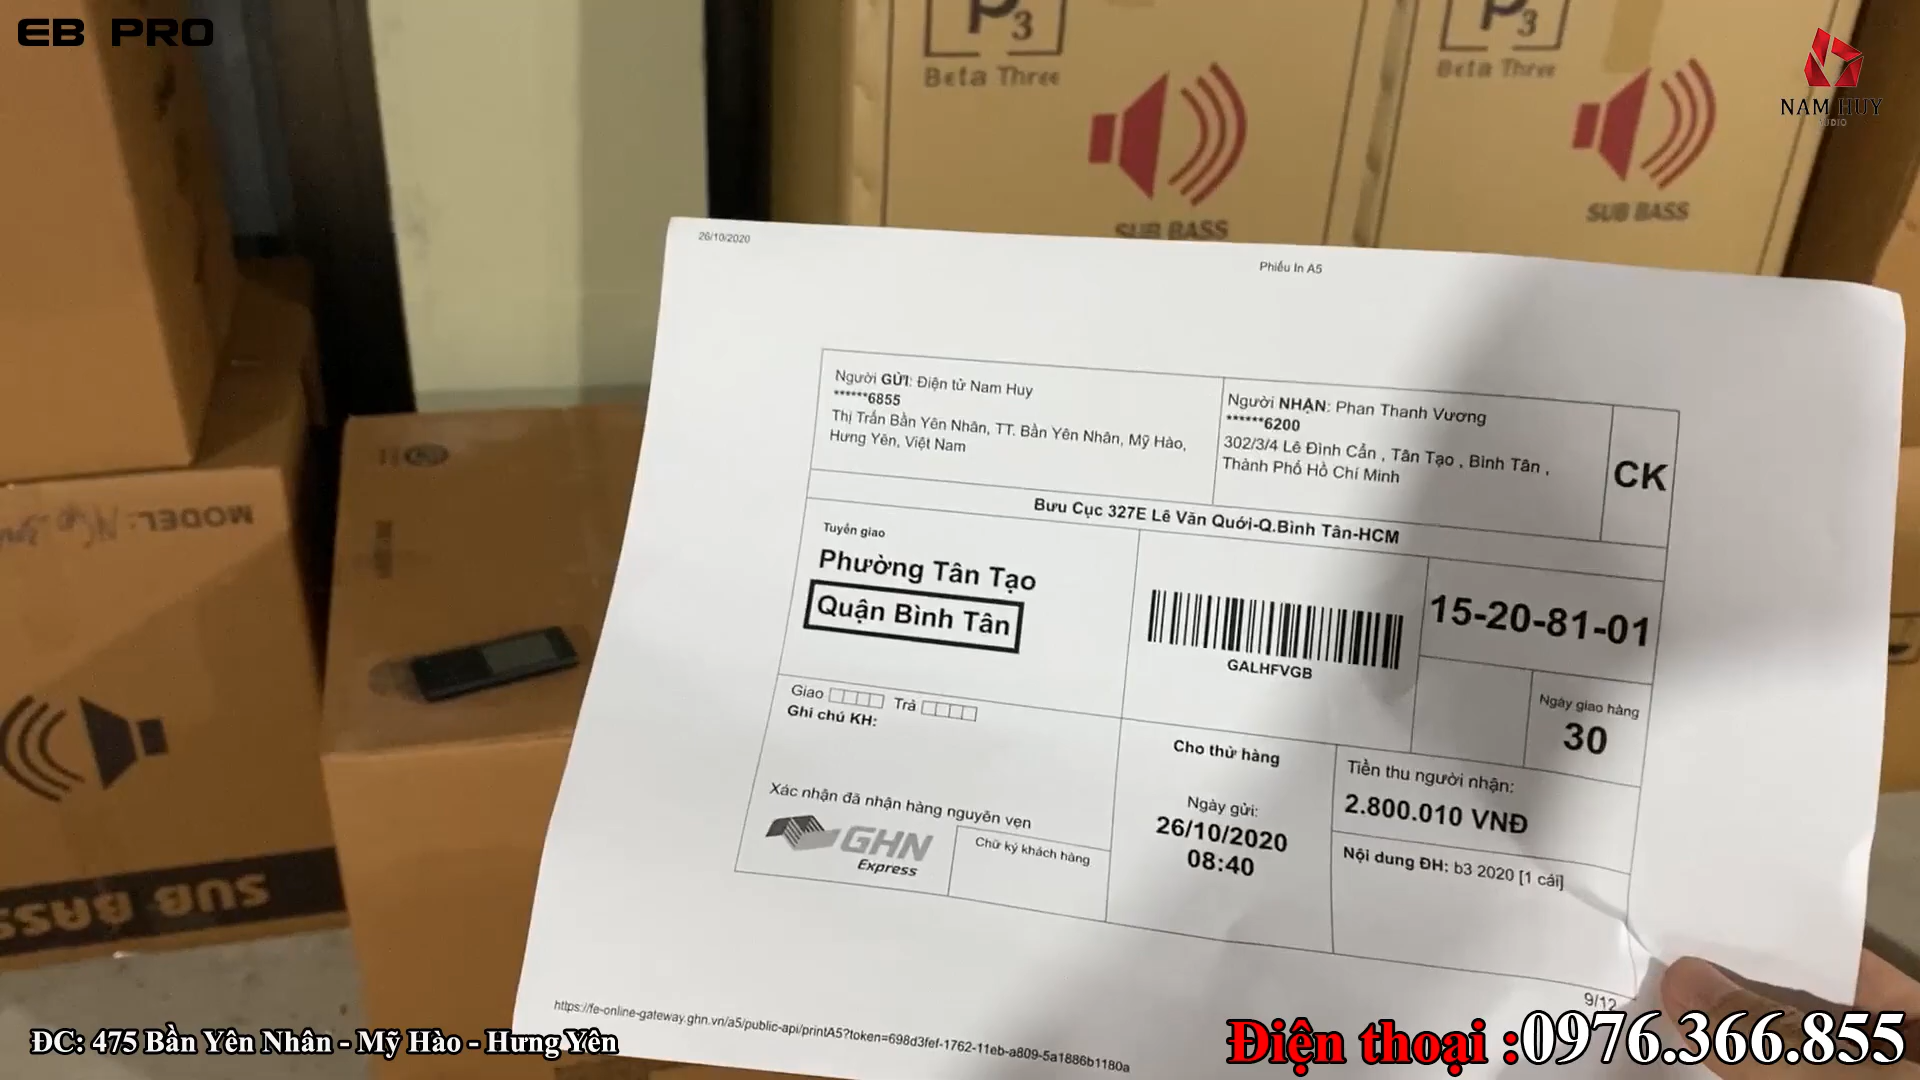 EB PRO
P3
Beta Three
SUB BASS
P3
Beta Three
SUB BASS
NAM HUY
AUDIO
MODEL:
SUB BASS
26/10/2020
Phiếu In A5
Người GỬI: Điện tử Nam Huy
******6855
Thị Trấn Bần Yên Nhân, TT. Bần Yên Nhân, Mỹ Hào,
Hưng Yên, Việt Nam
Người NHẬN: Phan Thanh Vương
******6200
302/3/4 Lê Đình Cẩn , Tân Tạo , Bình Tân ,
Thành Phố Hồ Chí Minh
CK
Bưu Cục 327E Lê Văn Quới-Q.Bình Tân-HCM
Tuyến giao
Phường Tân Tạo
Quận Bình Tân
GALHFVGB
15-20-81-01
Ngày giao hàng
30
Giao
Trả
Ghi chú KH:
Xác nhận đã nhận hàng nguyên vẹn
GHN
Express
Chữ ký khách hàng
Cho thử hàng
Ngày gửi:
26/10/2020
08:40
Tiền thu người nhận:
2.800.010 VNĐ
Nội dung ĐH: b3 2020 [1 cái]
9/12
https://fe-online-gateway.ghn.vn/a5/public-api/printA5?token=698d3fef-1762-11eb-a809-5a1886b1180a
ĐC: 475 Bần Yên Nhân - Mỹ Hào - Hưng Yên
Điện thoại :0976.366.855